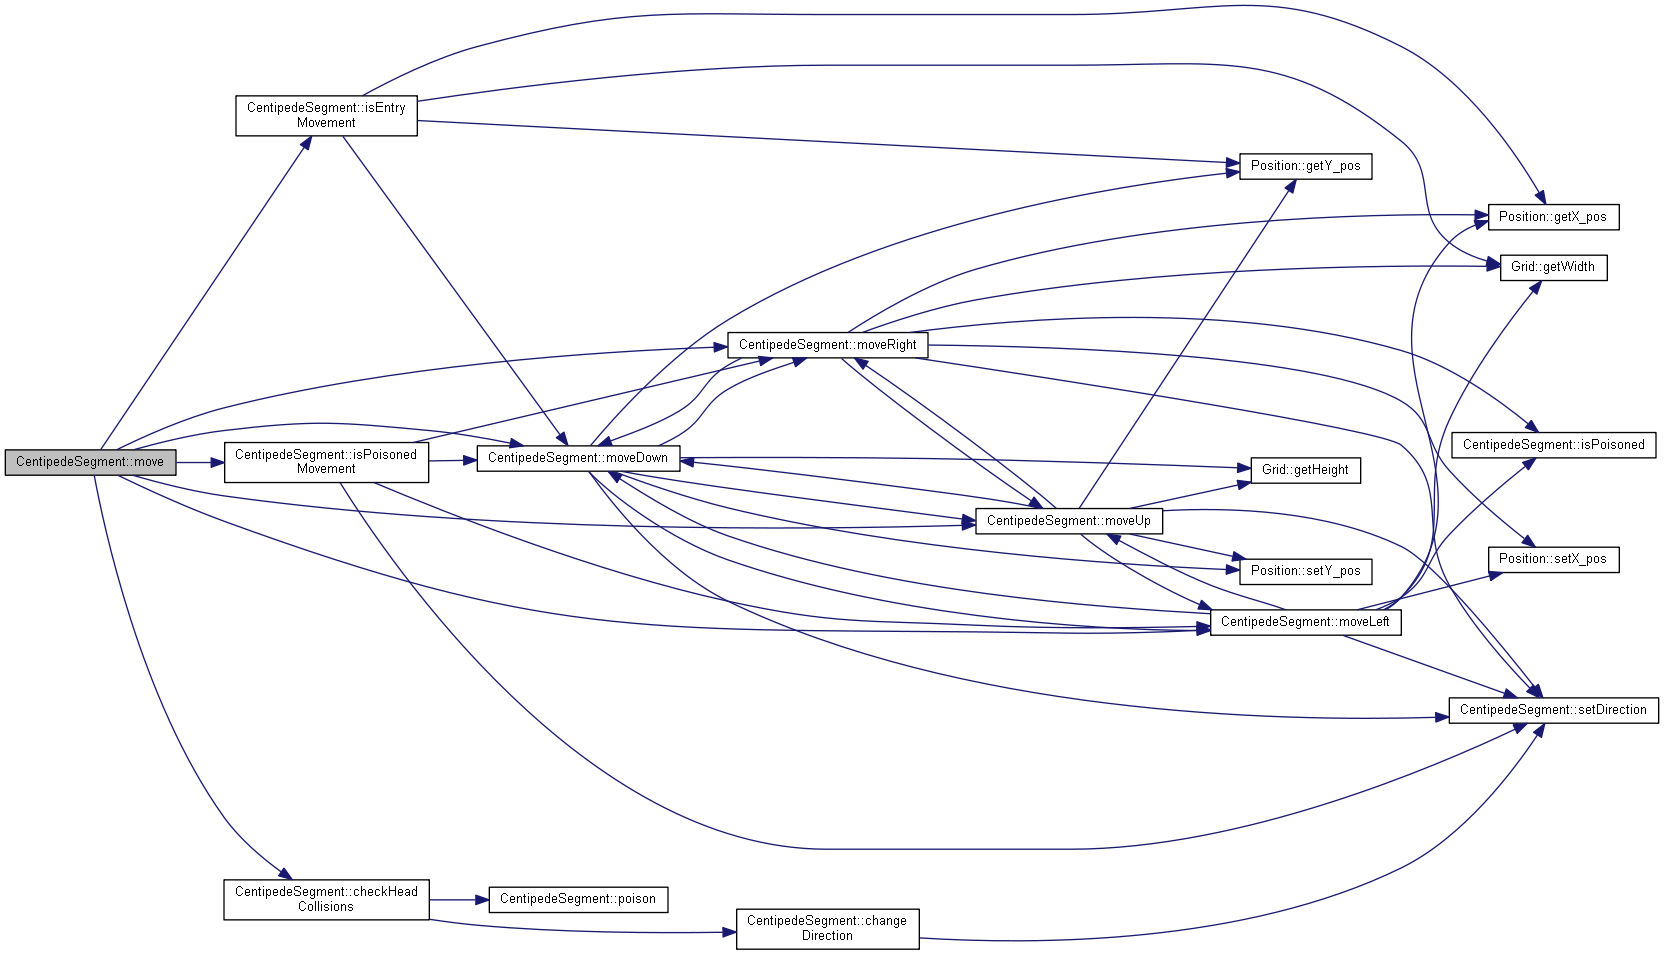 CentipedeSegment::isEntry
Movement
Position::getY_pos
Position::getX_pos
Grid::getWidth
CentipedeSegment::moveRight
CentipedeSegment::isPoisoned
CentipedeSegment::move
CentipedeSegment::isPoisoned
Movement
CentipedeSegment::moveDown
Grid::getHeight
CentipedeSegment::moveUp
Position::setX_pos
Position::setY_pos
CentipedeSegment::moveLeft
CentipedeSegment::setDirection
CentipedeSegment::checkHead
Collisions
CentipedeSegment::poison
CentipedeSegment::change
Direction